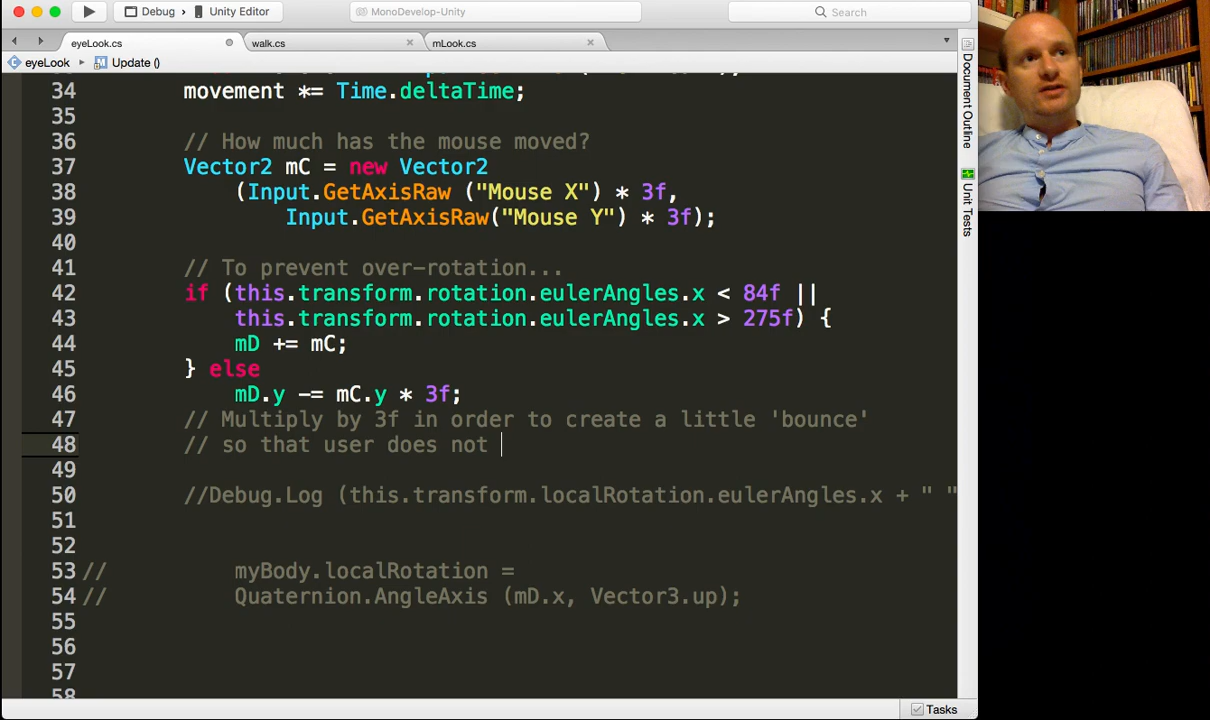 Debug > Unity Editor
MonoDevelop-Unity
Search
eyeLook.cs
walk.cs
mLook.cs
eyeLook
Update ()
34 movement *= Time.deltaTime;
35
36 // How much has the mouse moved?
37 Vector2 mC = new Vector2
38 (Input.GetAxisRaw ("Mouse X") * 3f,
39 Input.GetAxisRaw("Mouse Y") * 3f);
40
41 // To prevent over-rotation...
42 if (this.transform.rotation.eulerAngles.x < 84f ||
43 this.transform.rotation.eulerAngles.x > 275f) {
44 mD += mC;
45 } else
46 mD.y -= mC.y * 3f;
47 // Multiply by 3f in order to create a little 'bounce'
48 // so that user does not
49
50 //Debug.Log (this.transform.localRotation.eulerAngles.x + " "
51
52
53 // myBody.localRotation =
54 // Quaternion.AngleAxis (mD.x, Vector3.up);
55
56
57
58
Document Outline
Unit Tests
Tasks